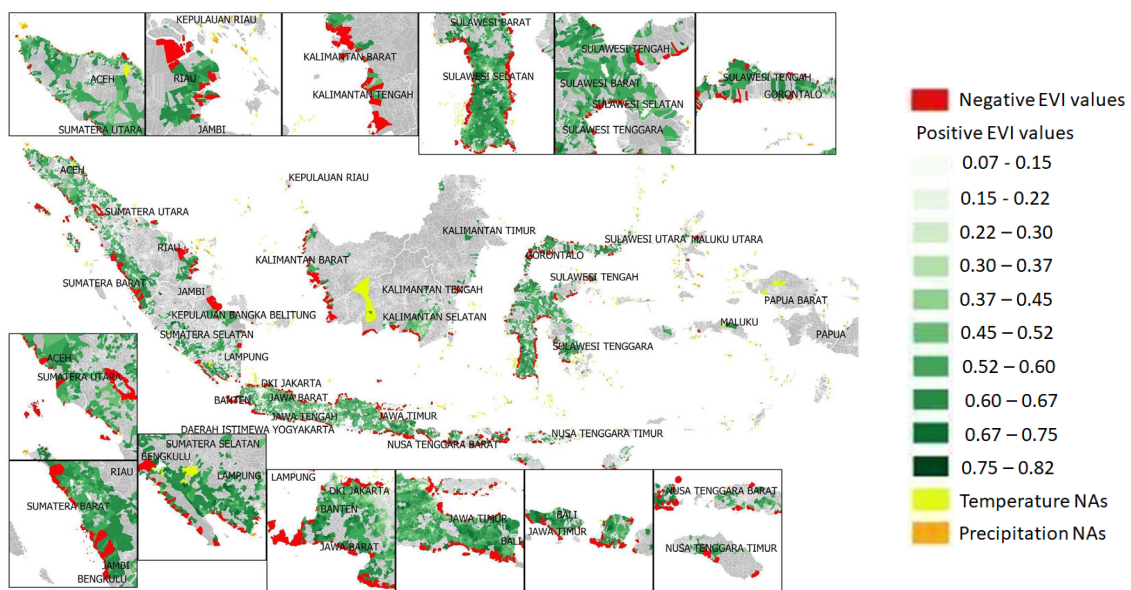 KEPULAUAN RIAU
ACEH
SUMATERA UTARA
RIAU
JAMBI
KALIMANTAN BARAT
KALIMANTAN TENGAH
SULAWESI BARAT
SULAWESI SELATAN
SULAWESI TENGAH
SULAWESI BARAT
SULAWESI SELATAN
SULAWESI TENGGARA
SULAWESI TENGAH
GORONTALO
ACEH
KEPULAUAN RIAU
SUMATERA UTARA
KALIMANTAN TIMUR
RIAU
SULAWESI UTARA
MALUKU UTARA
KALIMANTAN BARAT
GORONTALO
SUMATERA BARAT
JAMBI
KALIMANTAN TENGAH
SULAWESI TENGAH
PAPUA BARAT
KEPULAUAN BANGKA BELITUNG
KALIMANTAN SELATAN
MALUKU
SUMATERA SELATAN
PAPUA
LAMPUNG
SULAWESI TENGGARA
DKI JAKARTA
BANTEN
JAWA BARAT
JAWA TENGAH
JAWA TIMUR
DAERAH ISTIMEWA YOGYAKARTA
NUSA TENGGARA BARAT
NUSA TENGGARA TIMUR
ACEH
SUMATERA UTARA
SUMATERA SELATAN
BENGKULU
LAMPUNG
RIAU
SUMATERA BARAT
JAMBI
BENGKULU
LAMPUNG
DKI JAKARTA
BANTEN
JAWA BARAT
JAWA TIMUR
BALI
BALI
JAWA TIMUR
NUSA TENGGARA BARAT
NUSA TENGGARA TIMUR
Negative EVI values
Positive EVI values
0.07 - 0.15
0.15 - 0.22
0.22 – 0.30
0.30 – 0.37
0.37 – 0.45
0.45 – 0.52
0.52 – 0.60
0.60 – 0.67
0.67 – 0.75
0.75 – 0.82
Temperature NAs
Precipitation NAs